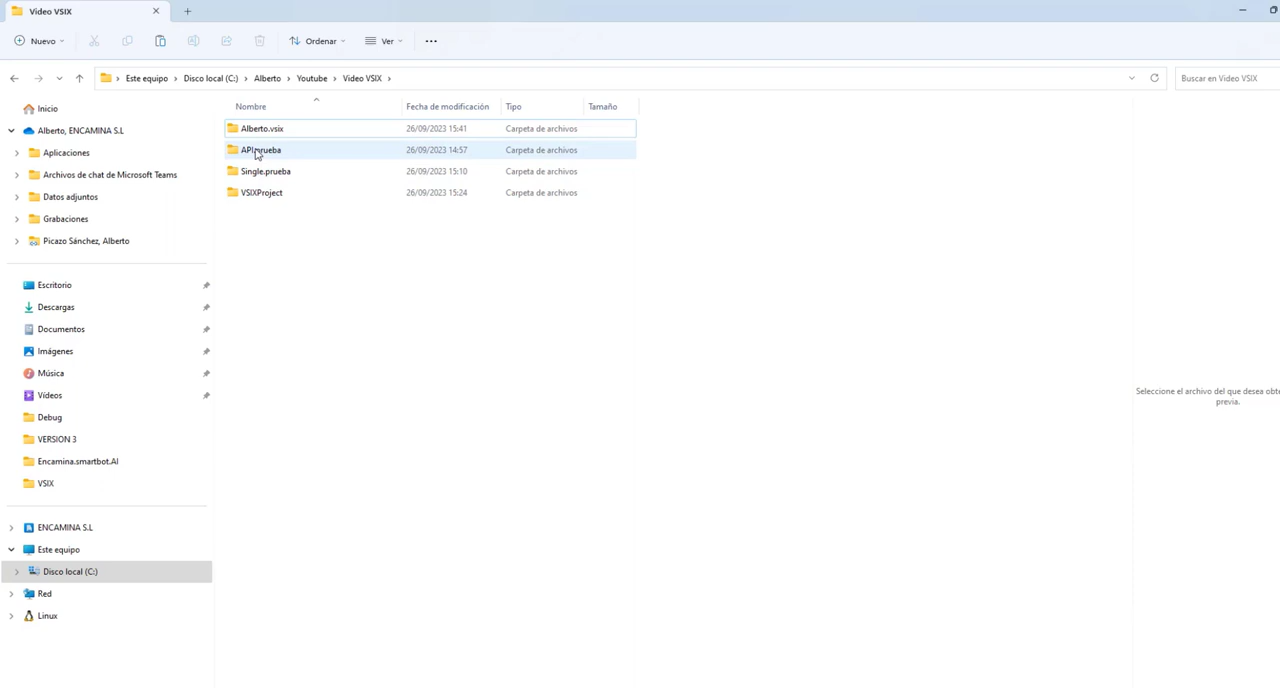 Video VSIX
Nuevo
Ordenar
Ver
Este equipo
Disco local (C:)
Alberto
Youtube
Video VSIX
Buscar en Video VSIX
Nombre
Fecha de modificación
Tipo
Tamaño
Alberto.vsix
26/09/2023 15:41
Carpeta de archivos
API.prueba
26/09/2023 14:57
Carpeta de archivos
Single.prueba
26/09/2023 15:10
Carpeta de archivos
VSIXProject
26/09/2023 15:24
Carpeta de archivos
Inicio
Alberto, ENCAMINA S.L
Aplicaciones
Archivos de chat de Microsoft Teams
Datos adjuntos
Grabaciones
Picazo Sánchez, Alberto
Escritorio
Descargas
Documentos
Imágenes
Música
Vídeos
Debug
VERSION 3
Encamina.smartbot.AI
VSIX
ENCAMINA S.L
Este equipo
Disco local (C:)
Red
Linux
Seleccione el archivo del que desea obte
previa.